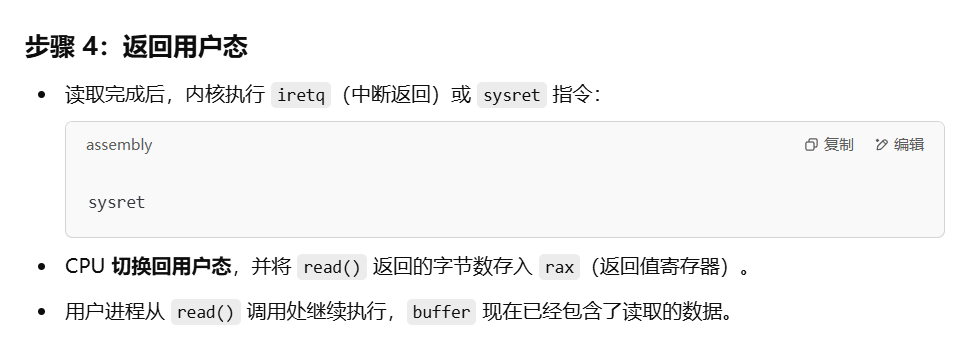 步骤 4：返回用户态
读取完成后，内核执行 iretq（中断返回）或 sysret 指令：
assembly 复制 编辑
sysret
CPU 切换回用户态，并将 read() 返回的字节数存入 rax（返回值寄存器）。
用户进程从 read() 调用处继续执行，buffer 现在已经包含了读取的数据。